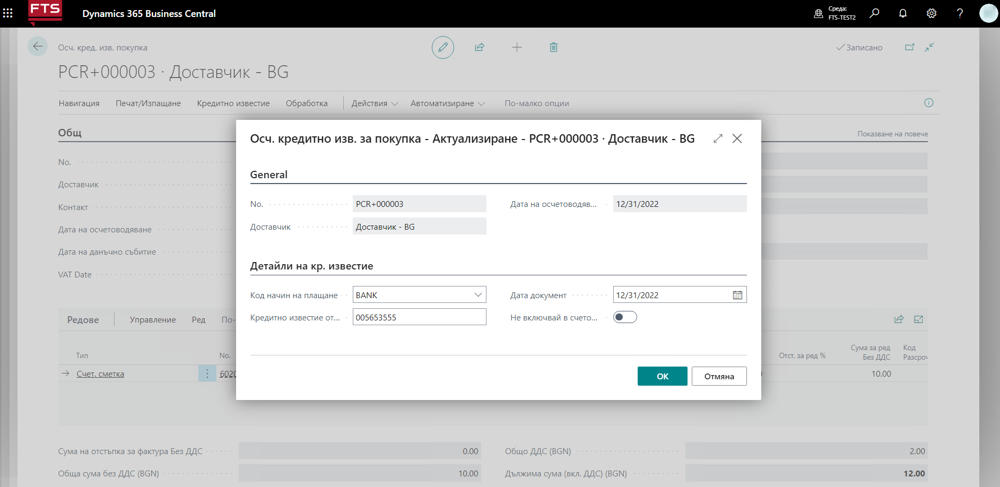 FTS
Dynamics 365 Business Central
Среда:
FTS-TEST2
?
Осч. кред. изв. покупка
Записано
PCR+000003 · Доставчик - BG
Навигация Печат/Изпащане Кредитно известие Обработка Действия Автоматизиране По-малко опции
Общ
Показване на повече
No.
Доставчик
Контакт
Дата на осчетоводяване
Дата на данъчно събитие
VAT Date
Осч. кредитно изв. за покупка - Актуализиране - PCR+000003 · Доставчик - BG
General
No. PCR+000003
Дата на осчетоводяв... 12/31/2022
Доставчик Доставчик - BG
Детайли на кр. известие
Код начин на плащане BANK
Дата документ 12/31/2022
Кредитно известие от... 005653555
Не включвай в счето...
OK Отмяна
Редове Управление Ред По-
Тип No. Отст. за ред % Сума за ред Без ДДС Код Разсроч
Счет. сметка 6020 10.00
Сума на отстъпка за фактура Без ДДС 0.00
Общо ДДС (BGN) 2.00
Обща сума без ДДС (BGN) 10.00
Дължима сума (вкл. ДДС) (BGN) 12.00